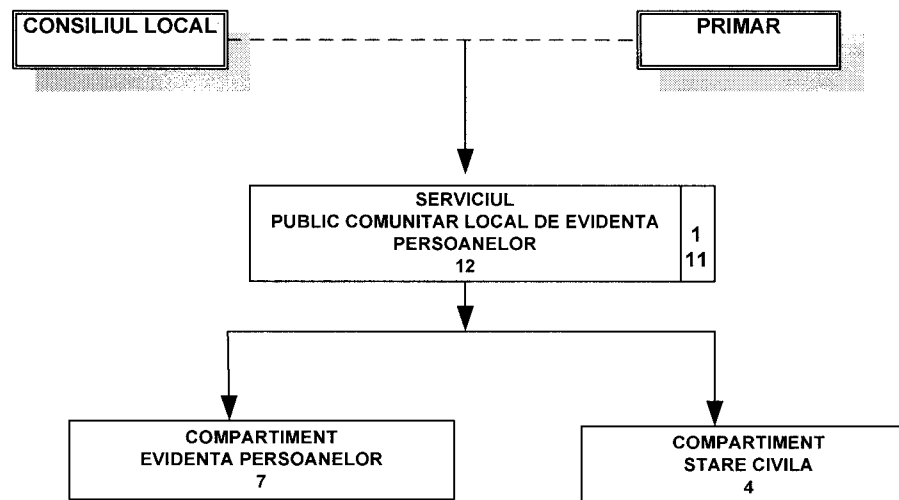 CONSILIUL LOCAL
PRIMAR
SERVICIUL
PUBLIC COMUNITAR LOCAL DE EVIDENTA
PERSOANELOR
12
1
11
COMPARTIMENT
EVIDENTA PERSOANELOR
7
COMPARTIMENT
STARE CIVILA
4